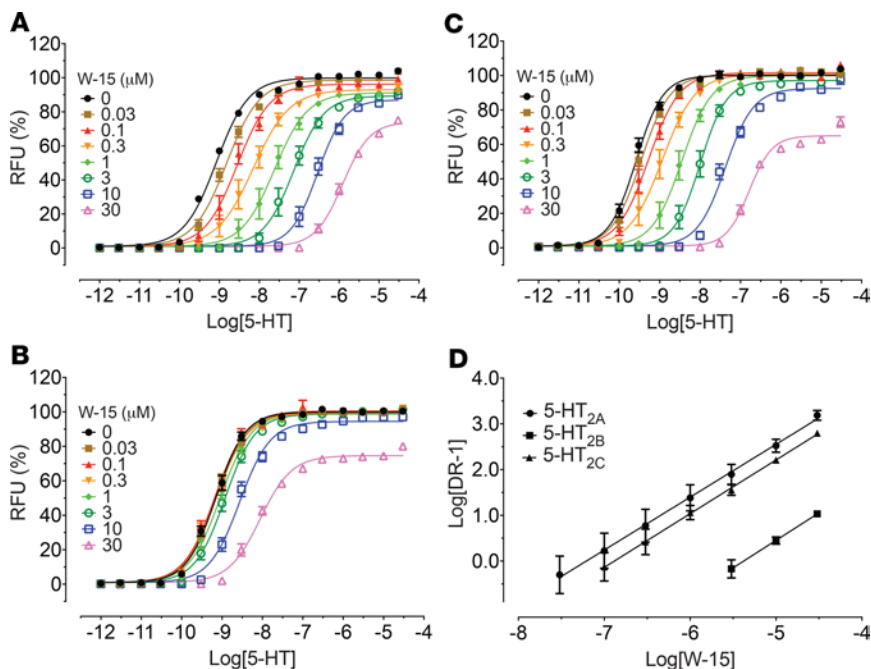 A
120
100
80
60
40
20
0
RFU (%)
W-15 (μM)
0
0.03
0.1
0.3
1
3
10
30
-12 -11 -10 -9 -8 -7 -6 -5 -4
Log[5-HT]
C
120
100
80
60
40
20
0
RFU (%)
W-15 (μM)
0
0.03
0.1
0.3
1
3
10
30
-12 -11 -10 -9 -8 -7 -6 -5 -4
Log[5-HT]
B
120
100
80
60
40
20
0
RFU (%)
W-15 (μM)
0
0.03
0.1
0.3
1
3
10
30
-12 -11 -10 -9 -8 -7 -6 -5 -4
Log[5-HT]
D
4.0
3.0
2.0
1.0
0.0
Log[DR-1]
5-HT2A
5-HT2B
5-HT2C
-8 -7 -6 -5 -4
Log[W-15]